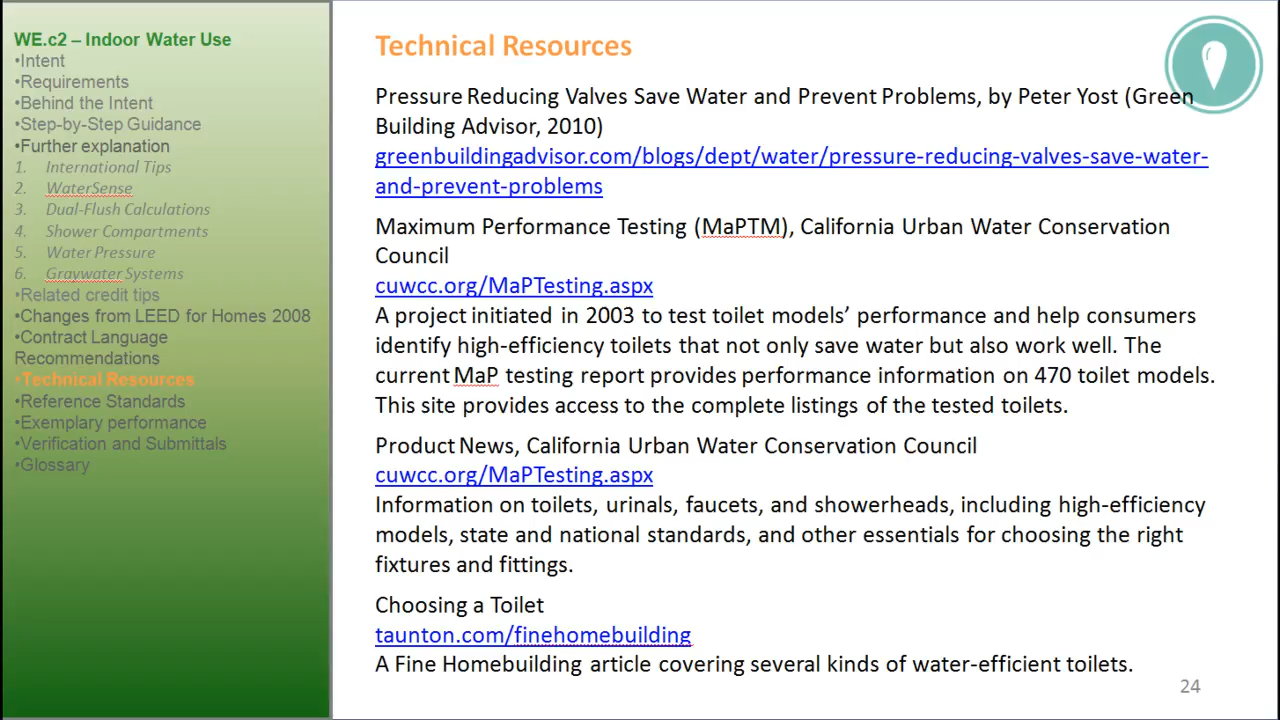 WE.c2 – Indoor Water Use
•Intent
•Requirements
•Behind the Intent
•Step-by-Step Guidance
•Further explanation
1. International Tips
2. WaterSense
3. Dual-Flush Calculations
4. Shower Compartments
5. Water Pressure
6. Graywater Systems
•Related credit tips
•Changes from LEED for Homes 2008
•Contract Language
Recommendations
•Technical Resources
•Reference Standards
•Exemplary performance
•Verification and Submittals
•Glossary
Technical Resources
Pressure Reducing Valves Save Water and Prevent Problems, by Peter Yost (Green
Building Advisor, 2010)
greenbuildingadvisor.com/blogs/dept/water/pressure-reducing-valves-save-water-
and-prevent-problems
Maximum Performance Testing (MaPTM), California Urban Water Conservation
Council
cuwcc.org/MaPTesting.aspx
A project initiated in 2003 to test toilet models’ performance and help consumers
identify high-efficiency toilets that not only save water but also work well. The
current MaP testing report provides performance information on 470 toilet models.
This site provides access to the complete listings of the tested toilets.
Product News, California Urban Water Conservation Council
cuwcc.org/MaPTesting.aspx
Information on toilets, urinals, faucets, and showerheads, including high-efficiency
models, state and national standards, and other essentials for choosing the right
fixtures and fittings.
Choosing a Toilet
taunton.com/finehomebuilding
A Fine Homebuilding article covering several kinds of water-efficient toilets.
24